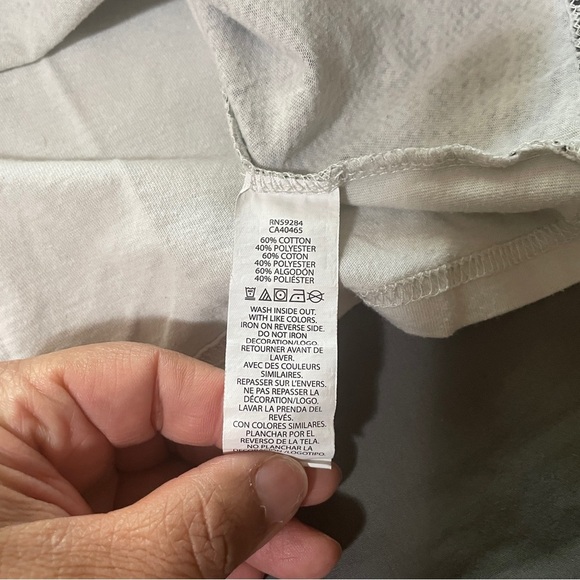 RN59284
CA40465
60% COTTON
40% POLYESTER
60% COTON
40% POLYESTER
60% ALGODÓN
40% POLIÉSTER
WASH INSIDE OUT.
WITH LIKE COLORS.
IRON ON REVERSE SIDE.
DO NOT IRON
DECORATION/LOGO.
RETOURNER AVANT DE
LAVER.
AVEC DES COULEURS
SIMILAIRES.
REPASSER SUR L'ENVERS.
NE PAS REPASSER LA
DÉCORATION/LOGO.
LAVAR LA PRENDA DEL
REVÉS.
CON COLORES SIMILARES.
PLANCHAR POR EL
REVERSO DE LA TELA.
NO PLANCHAR LA
DECORACIÓN/LOGOTIPO.